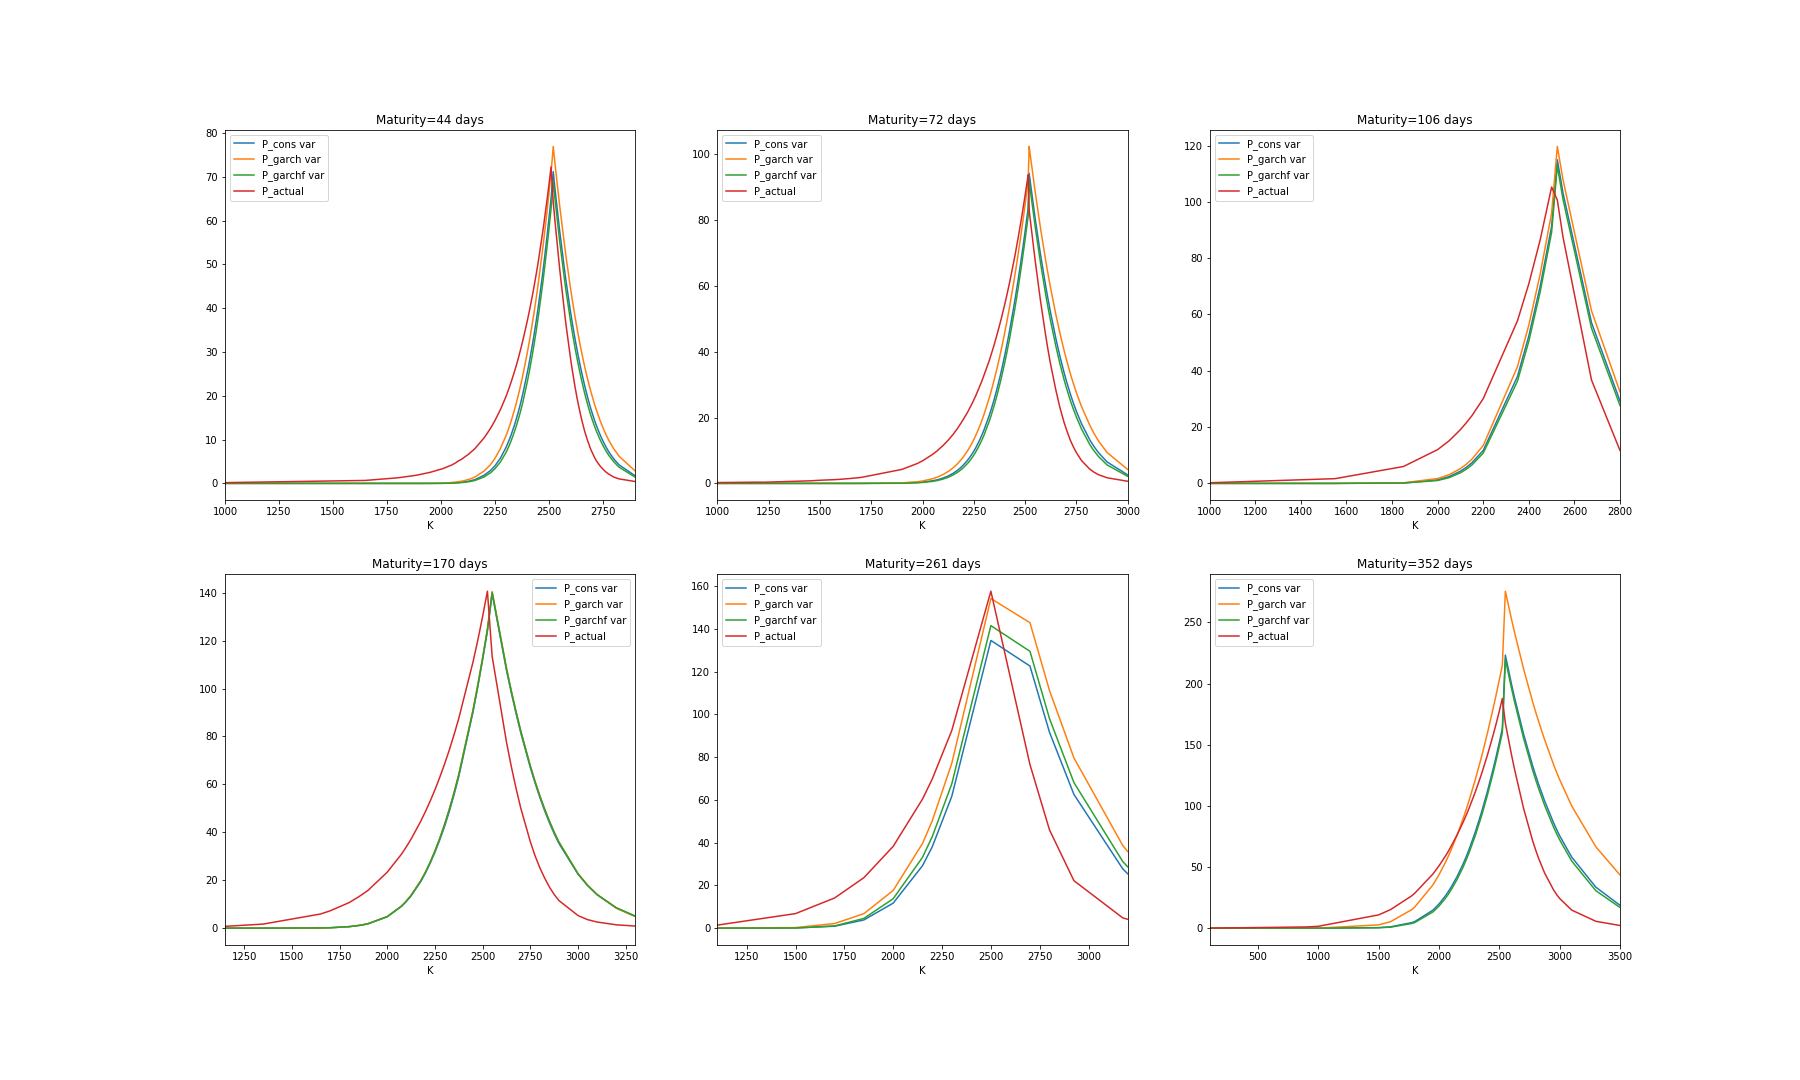 Maturity=44 days
80
70
60
50
40
30
20
10
0
P_cons var
P_garch var
P_garchf var
P_actual
1000 1250 1500 1750 2000 2250 2500 2750
K
Maturity=72 days
100
80
60
40
20
0
P_cons var
P_garch var
P_garchf var
P_actual
1000 1250 1500 1750 2000 2250 2500 2750 3000
K
Maturity=106 days
120
100
80
60
40
20
0
P_cons var
P_garch var
P_garchf var
P_actual
1000 1200 1400 1600 1800 2000 2200 2400 2600 2800
K
Maturity=170 days
140
120
100
80
60
40
20
0
P_cons var
P_garch var
P_garchf var
P_actual
1250 1500 1750 2000 2250 2500 2750 3000 3250
K
Maturity=261 days
160
140
120
100
80
60
40
20
0
P_cons var
P_garch var
P_garchf var
P_actual
1250 1500 1750 2000 2250 2500 2750 3000
K
Maturity=352 days
250
200
150
100
50
0
P_cons var
P_garch var
P_garchf var
P_actual
500 1000 1500 2000 2500 3000 3500
K